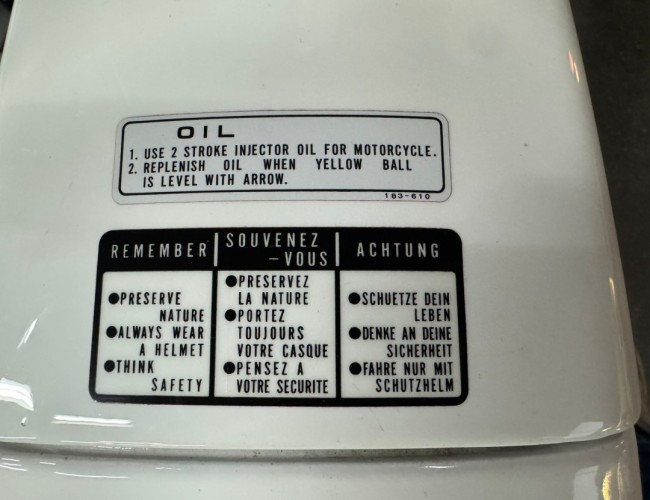 OIL
1. USE 2 STROKE INJECTOR OIL FOR MOTORCYCLE.
2. REPLENISH OIL WHEN YELLOW BALL
IS LEVEL WITH ARROW.
183-610
REMEMBER
●PRESERVE
NATURE
●ALWAYS WEAR
A HELMET
●THINK
SAFETY
SOUVENEZ
-VOUS
●PRESERVEZ
LA NATURE
●PORTEZ
TOUJOURS
VOTRE CASQUE
●PENSEZ A
VOTRE SECURITE
ACHTUNG
●SCHUETZE DEIN
LEBEN
●DENKE AN DEINE
SICHERHEIT
●FAHRE NUR MIT
SCHUTZHELM